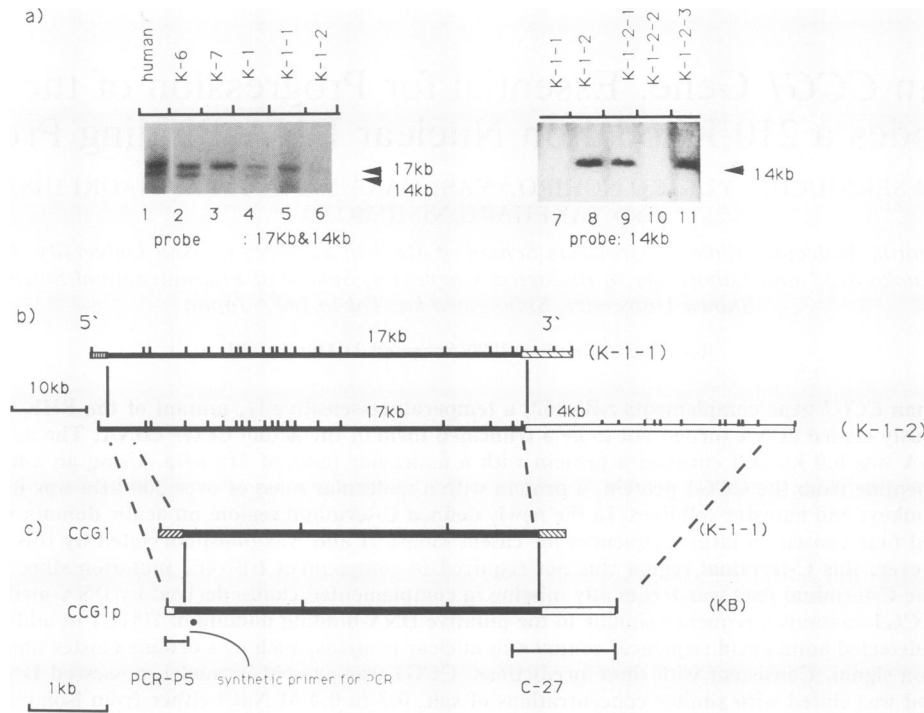 a)
human
K-6
K-7
K-1
K-1-1
K-1-2
17kb
14kb
1 2 3 4 5 6
probe : 17Kb&14kb
K-1-1
K-1-2
K-1-2-1
K-1-2-2
K-1-2-3
14kb
7 8 9 10 11
probe: 14kb
b) 5` 3`
17kb (K-1-1)
10kb
17kb 14kb (K-1-2)
c) CCG1 (K-1-1)
CCG1p (KB)
PCR-P5 synthetic primer for PCR C-27
1kb